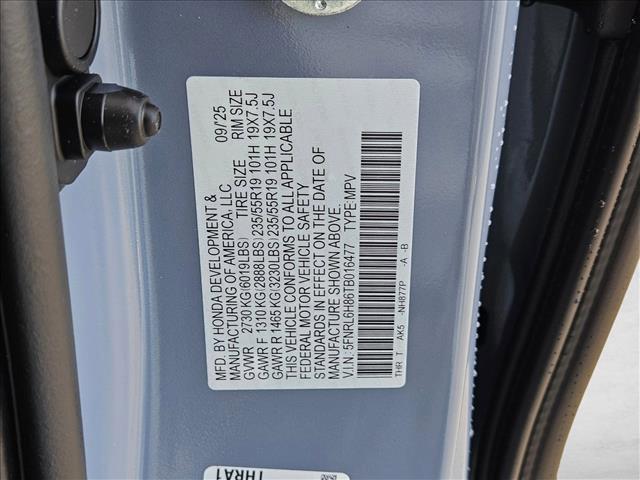 MFD. BY HONDA DEVELOPMENT &
MANUFACTURING OF AMERICA, LLC 09/25
GVWR 2730 KG(6019LBS) TIRE SIZE RIM SIZE
GAWR F 1310 KG(2888LBS)235/55R19 101H 19X7.5J
GAWR R 1465 KG(3230LBS)235/55R19 101H 19X7.5J
THIS VEHICLE CONFORMS TO ALL APPLICABLE
FEDERAL MOTOR VEHICLE SAFETY
STANDARDS IN EFFECT ON THE DATE OF
MANUFACTURE SHOWN ABOVE.
V.I.N.: 5FNRL6H861TB016477 TYPE:MPV
THR T AK5 -NH877P -A -B
THRA1